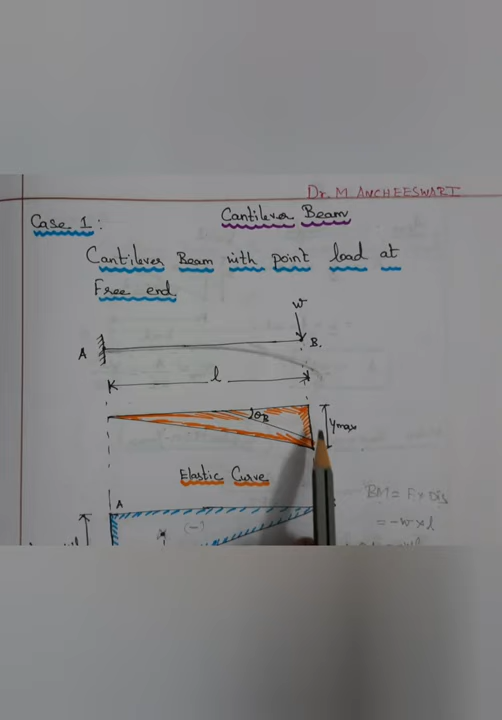 Dr. M. ANCHEESWARI
Case 1:
Cantilever Beam
Cantilever Beam with point load at
Free end
w
A
B.
l
θB
Ymax
Elastic Curve
A
BM = F × Dis
(-)
= -w × l